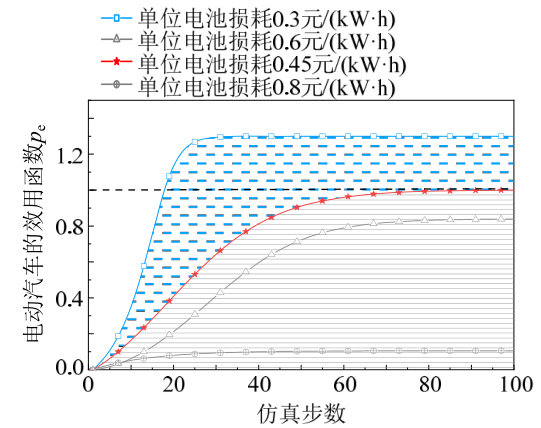 单位电池损耗0.3元/(kW·h)
单位电池损耗0.6元/(kW·h)
单位电池损耗0.45元/(kW·h)
单位电池损耗0.8元/(kW·h)
电动汽车的效用函数pe
1.2
0.8
0.4
0.0
0 20 40 60 80 100
仿真步数